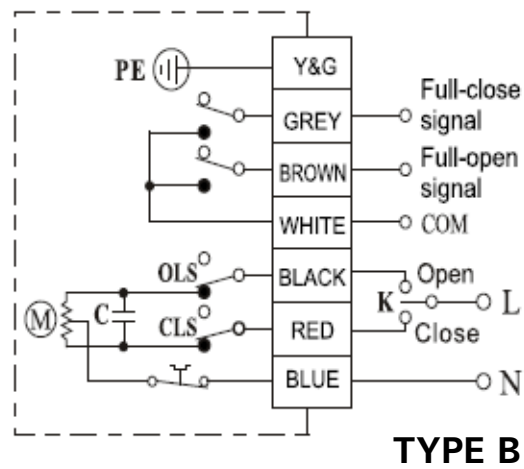 PE Y&G
GREY Full-close
signal
BROWN Full-open
signal
WHITE COM
OLS BLACK Open
M C K L
CLS RED Close
BLUE N
TYPE B